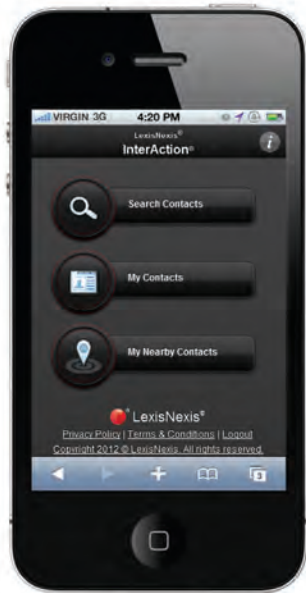 VIRGIN 3G 4:20 PM
LexisNexis®
InterAction®
i
Search Contacts
My Contacts
My Nearby Contacts
LexisNexis®
Privacy Policy | Terms & Conditions | Logout
Copyright 2012 © LexisNexis. All rights reserved.
3